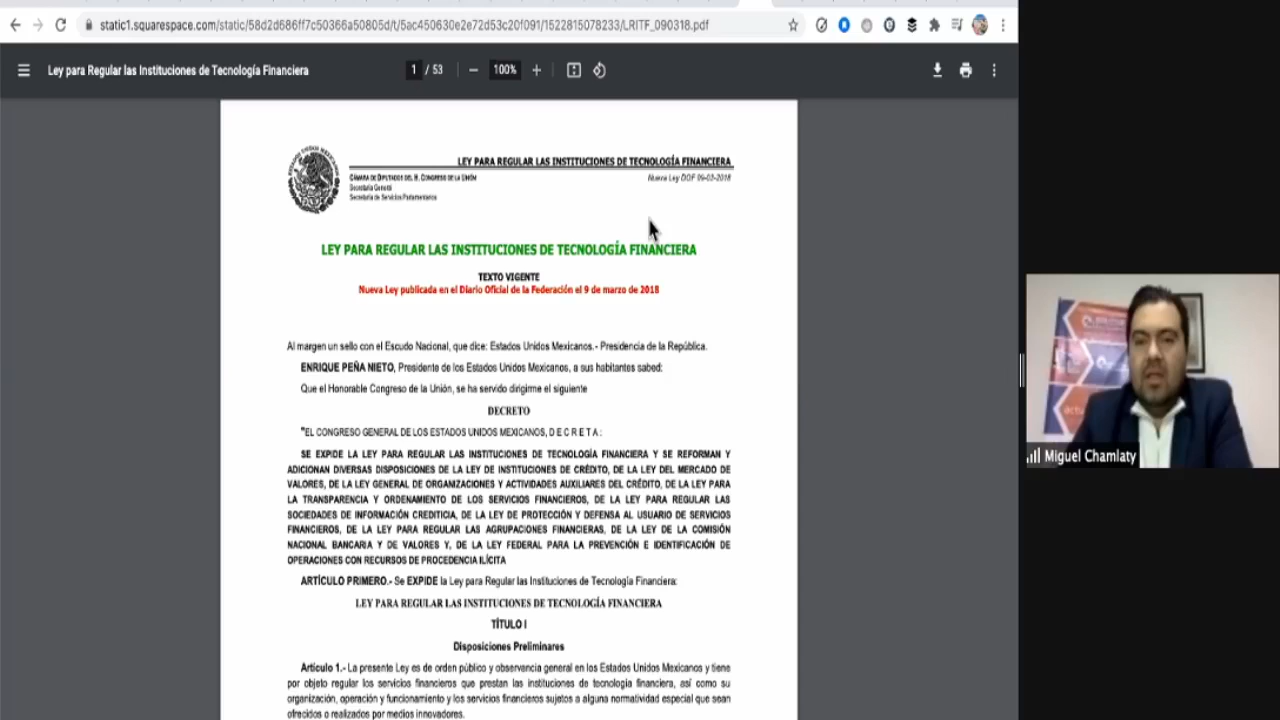 static1.squarespace.com/static/58d2d686ff7c50366a50805d/t/5ac450630e2e72d53c20f091/1522815078233/LRITF_090318.pdf
Ley para Regular las Instituciones de Tecnología Financiera
1 / 53
100%
LEY PARA REGULAR LAS INSTITUCIONES DE TECNOLOGÍA FINANCIERA
CÁMARA DE DIPUTADOS DEL H. CONGRESO DE LA UNIÓN
Nueva Ley DOF 09-03-2018
Secretaría General
Secretaría de Servicios Parlamentarios
LEY PARA REGULAR LAS INSTITUCIONES DE TECNOLOGÍA FINANCIERA
TEXTO VIGENTE
Nueva Ley publicada en el Diario Oficial de la Federación el 9 de marzo de 2018
Al margen un sello con el Escudo Nacional, que dice: Estados Unidos Mexicanos.- Presidencia de la República.
ENRIQUE PEÑA NIETO, Presidente de los Estados Unidos Mexicanos, a sus habitantes sabed:
Que el Honorable Congreso de la Unión, se ha servido dirigirme el siguiente
DECRETO
"EL CONGRESO GENERAL DE LOS ESTADOS UNIDOS MEXICANOS, D E C R E T A :
SE EXPIDE LA LEY PARA REGULAR LAS INSTITUCIONES DE TECNOLOGÍA FINANCIERA Y SE REFORMAN Y
ADICIONAN DIVERSAS DISPOSICIONES DE LA LEY DE INSTITUCIONES DE CRÉDITO, DE LA LEY DEL MERCADO DE
VALORES, DE LA LEY GENERAL DE ORGANIZACIONES Y ACTIVIDADES AUXILIARES DEL CRÉDITO, DE LA LEY PARA
LA TRANSPARENCIA Y ORDENAMIENTO DE LOS SERVICIOS FINANCIEROS, DE LA LEY PARA REGULAR LAS
SOCIEDADES DE INFORMACIÓN CREDITICIA, DE LA LEY DE PROTECCIÓN Y DEFENSA AL USUARIO DE SERVICIOS
FINANCIEROS, DE LA LEY PARA REGULAR LAS AGRUPACIONES FINANCIERAS, DE LA LEY DE LA COMISIÓN
NACIONAL BANCARIA Y DE VALORES Y, DE LA LEY FEDERAL PARA LA PREVENCIÓN E IDENTIFICACIÓN DE
OPERACIONES CON RECURSOS DE PROCEDENCIA ILÍCITA
ARTÍCULO PRIMERO.- Se EXPIDE la Ley para Regular las Instituciones de Tecnología Financiera:
LEY PARA REGULAR LAS INSTITUCIONES DE TECNOLOGÍA FINANCIERA
TÍTULO I
Disposiciones Preliminares
Artículo 1.- La presente Ley es de orden público y observancia general en los Estados Unidos Mexicanos y tiene
por objeto regular los servicios financieros que prestan las instituciones de tecnología financiera, así como su
organización, operación y funcionamiento y los servicios financieros sujetos a alguna normatividad especial que sean
ofrecidos o realizados por medios innovadores.
Miguel Chamlaty